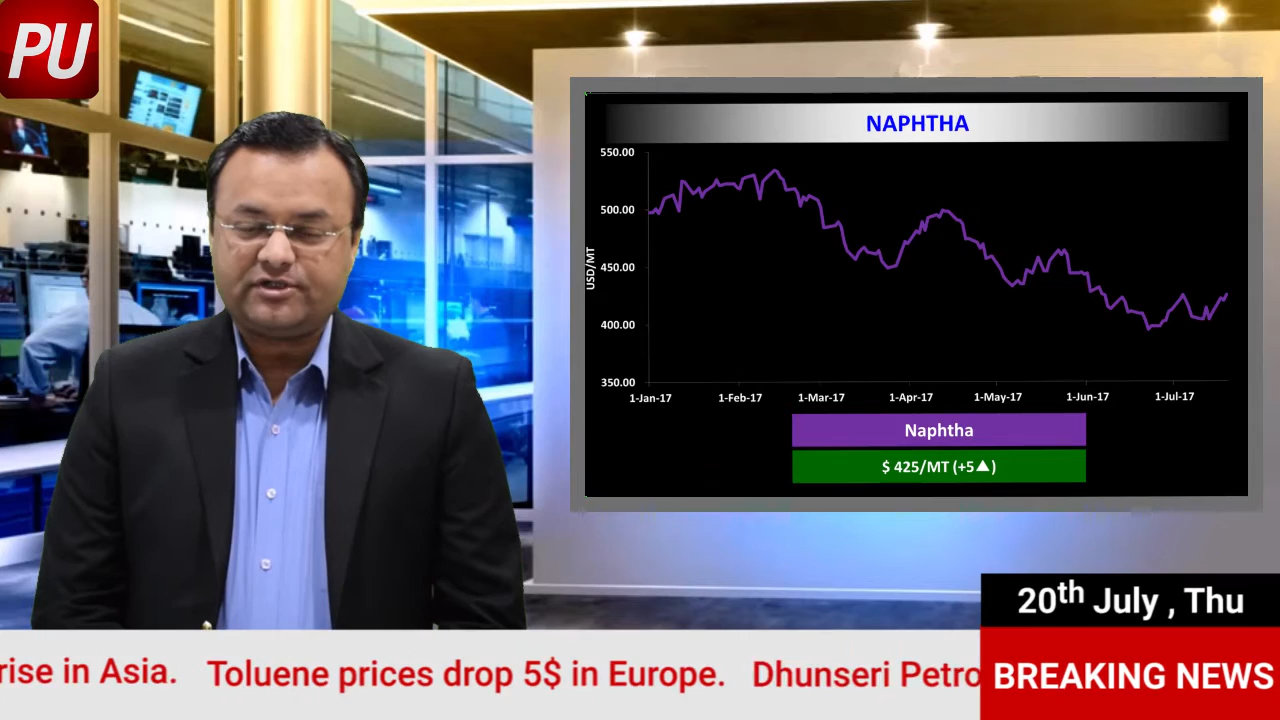 PU
NAPHTHA
550.00
500.00
450.00
400.00
350.00
USD/MT
1-Jan-17 1-Feb-17 1-Mar-17 1-Apr-17 1-May-17 1-Jun-17 1-Jul-17
Naphtha
$ 425/MT (+5▲)
20th July , Thu
rise in Asia. Toluene prices drop 5$ in Europe. Dhunseri Petro
BREAKING NEWS